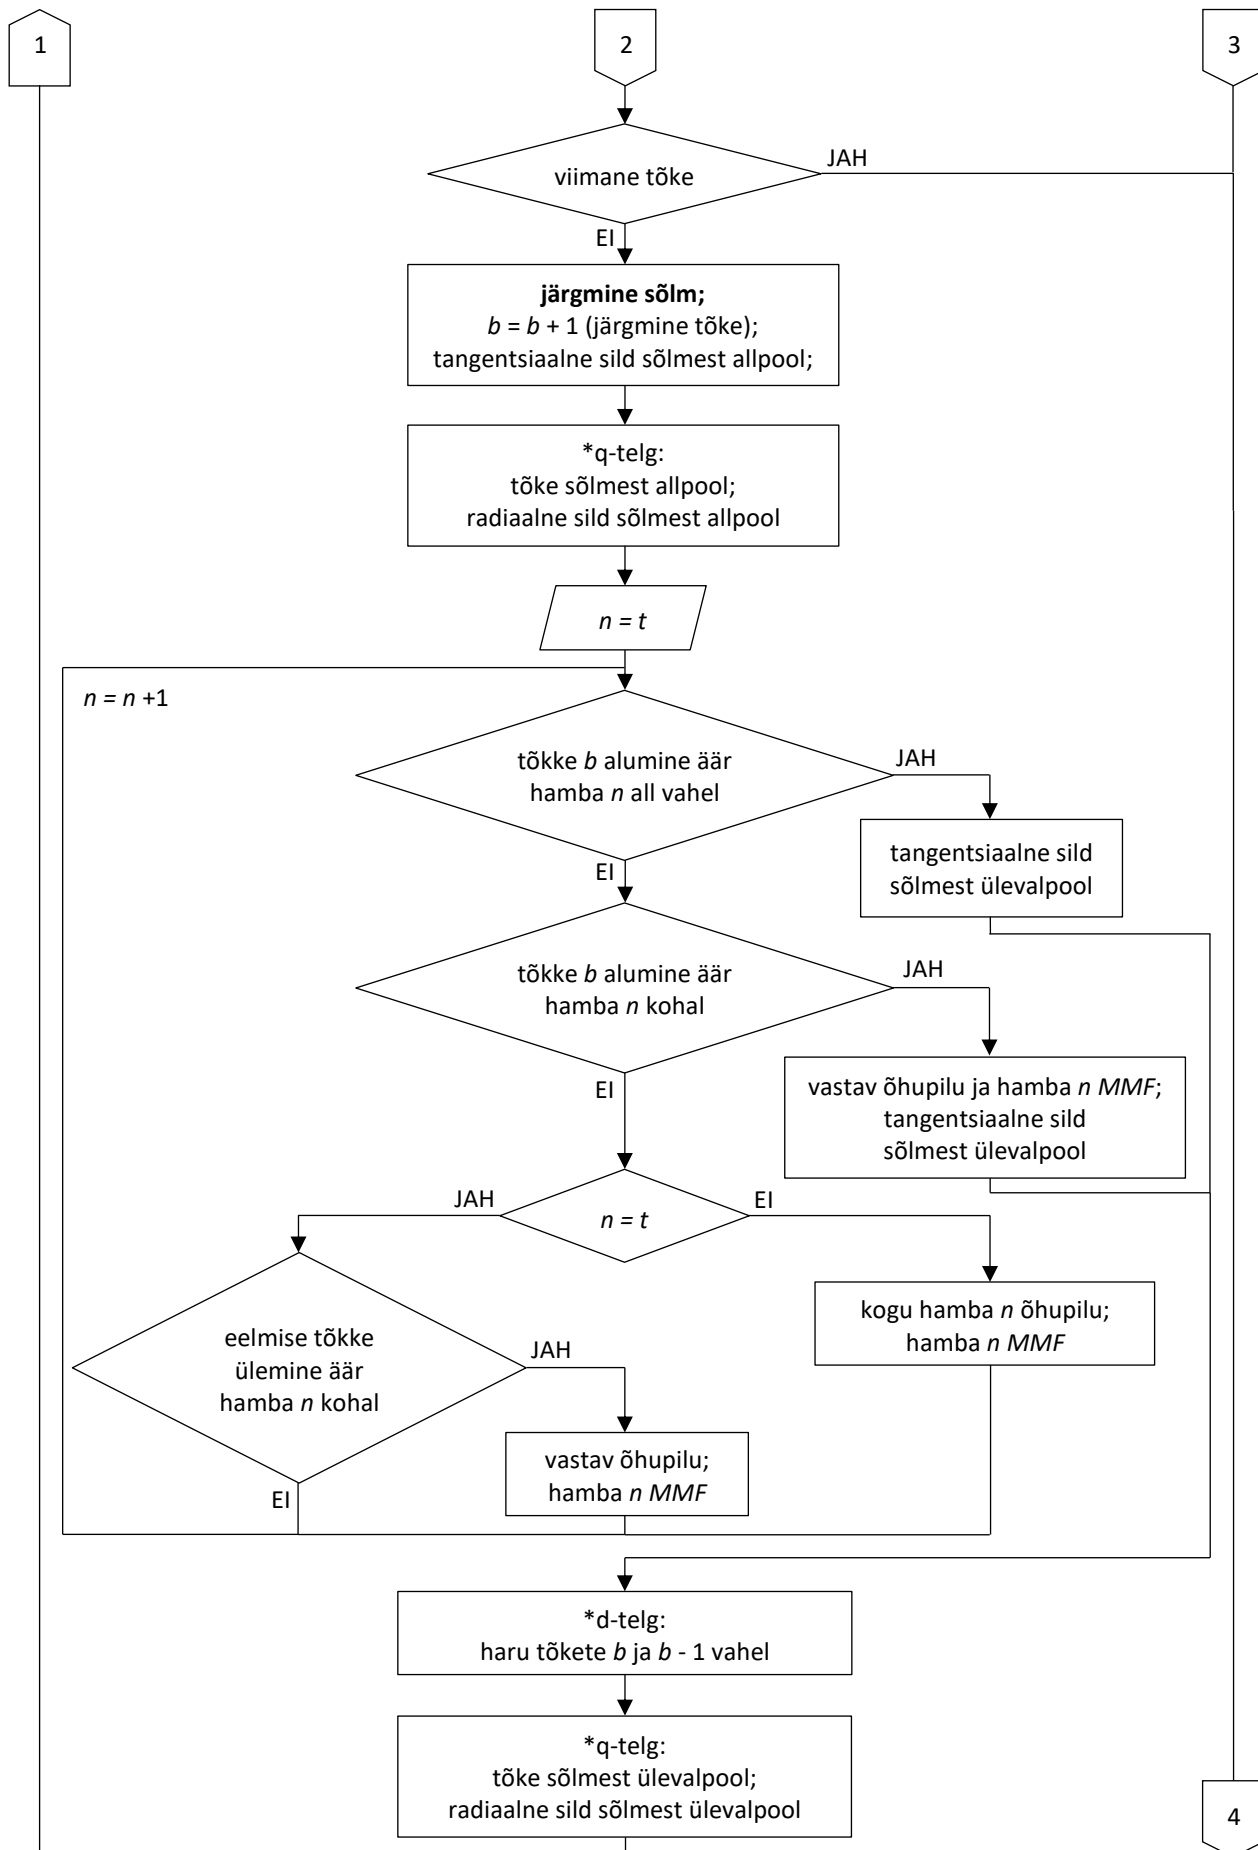 1
2
3
viimane tõke
JAH
EI
järgmine sõlm;
b = b + 1 (järgmine tõke);
tangentsiaalne sild sõlmest allpool;
*q-telg:
tõke sõlmest allpool;
radiaalne sild sõlmest allpool
n = t
n = n +1
tõkke b alumine äär
hamba n all vahel
JAH
EI
tangentsiaalne sild
sõlmest ülevalpool
tõkke b alumine äär
hamba n kohal
JAH
EI
vastav õhupilu ja hamba n MMF;
tangentsiaalne sild
sõlmest ülevalpool
n = t
JAH
EI
kogu hamba n õhupilu;
hamba n MMF
eelmise tõkke
ülemine äär
hamba n kohal
JAH
EI
vastav õhupilu;
hamba n MMF
*d-telg:
haru tõkete b ja b - 1 vahel
*q-telg:
tõke sõlmest ülevalpool;
radiaalne sild sõlmest ülevalpool
4